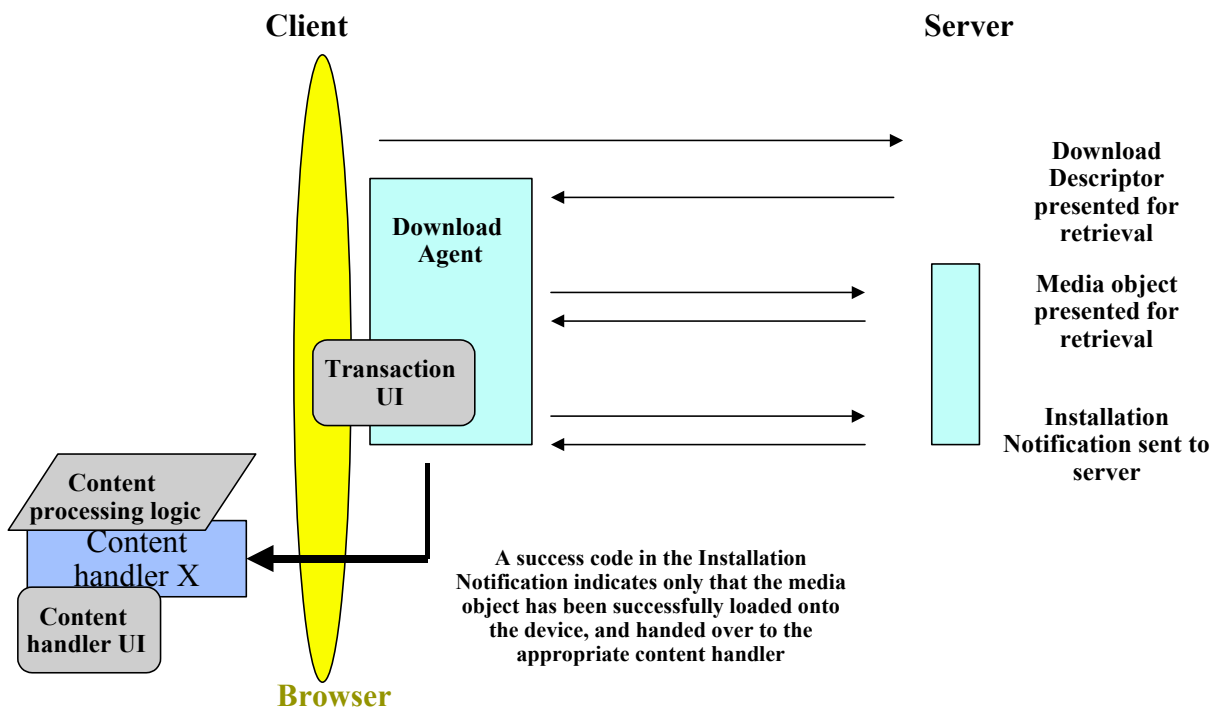 Client
Server
Download
Descriptor
presented for
retrieval
Download
Agent
Media object
presented for
retrieval
Transaction
UI
Installation
Notification sent to
server
Content
processing logic
Content
handler X
Content
handler UI
A success code in the Installation
Notification indicates only that the media
object has been successfully loaded onto
the device, and handed over to the
appropriate content handler
Browser